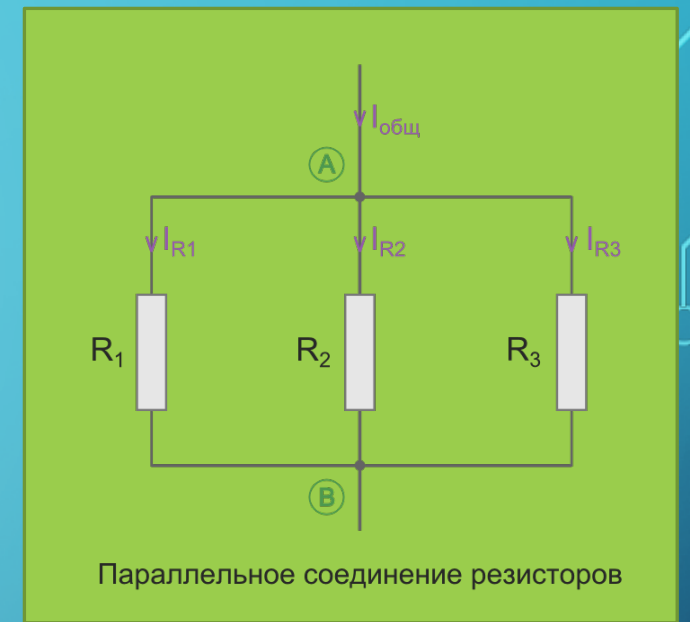 Iобщ
A
IR1 IR2 IR3
R1 R2 R3
B
Параллельное соединение резисторов